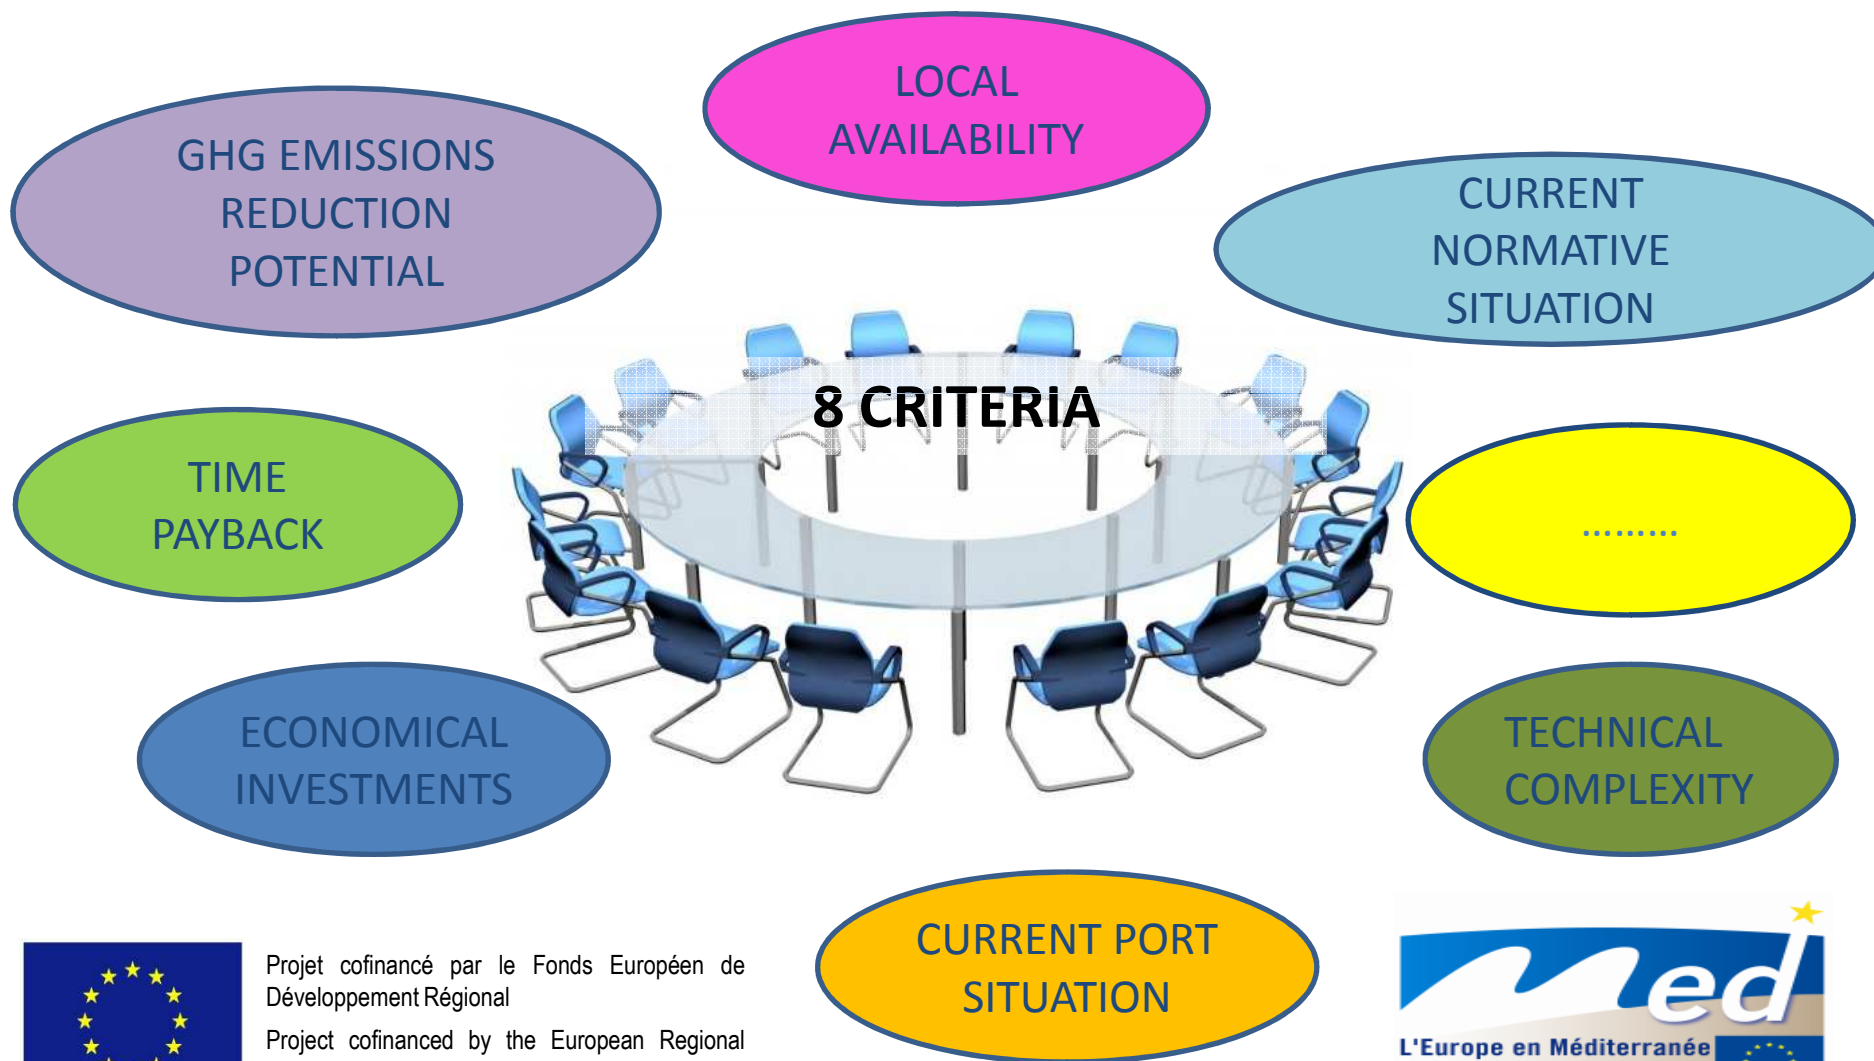 LOCAL
AVAILABILITY
GHG EMISSIONS
REDUCTION
POTENTIAL
CURRENT
NORMATIVE
SITUATION
8 CRITERIA
TIME
PAYBACK
.........
ECONOMICAL
INVESTMENTS
TECHNICAL
COMPLEXITY
CURRENT PORT
SITUATION
Projet cofinancé par le Fonds Européen de
Développement Régional
Project cofinanced by the European Regional
Med
L'Europe en Méditerranée